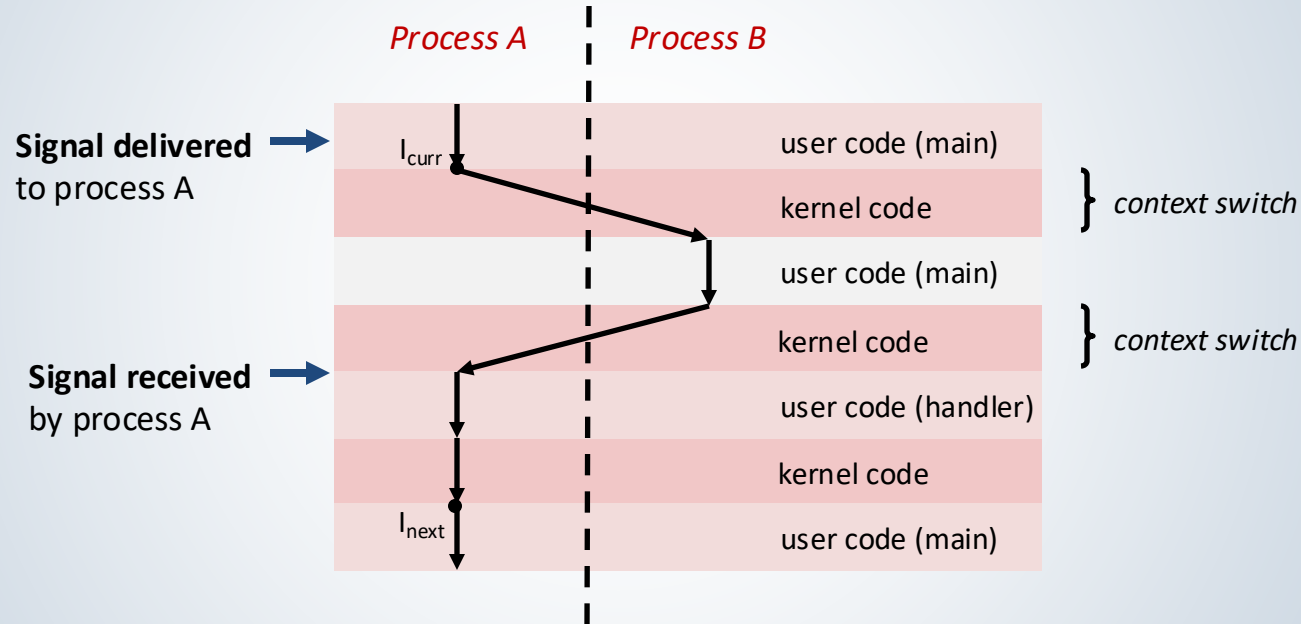 Process A
Process B
Signal delivered
to process A
I_curr
user code (main)
kernel code
context switch
user code (main)
kernel code
context switch
Signal received
by process A
user code (handler)
kernel code
I_next
user code (main)